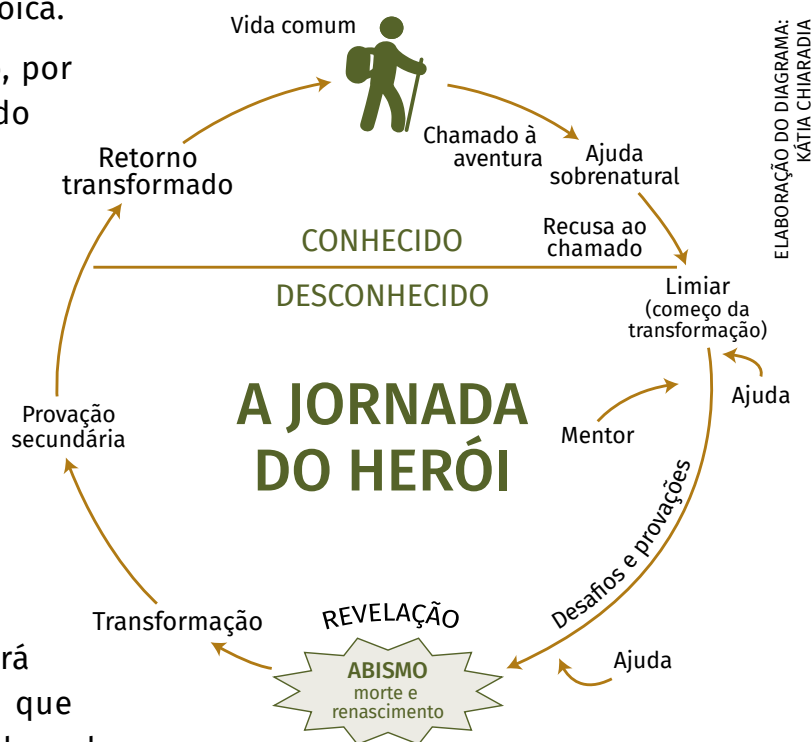 oica.
, por
do
Vida comum
Chamado à
aventura
Ajuda
sobrenatural
Recusa ao
chamado
CONHECIDO
DESCONHECIDO
Limiar
(começo da
transformação)
Ajuda
Mentor
A JORNADA
DO HERÓI
Desafios e provações
Ajuda
REVELAÇÃO
ABISMO
morte e
renascimento
Transformação
Provação
secundária
Retorno
transformado
rá
que
ELABORAÇÃO DO DIAGRAMA:
KÁTIA CHIARADIA